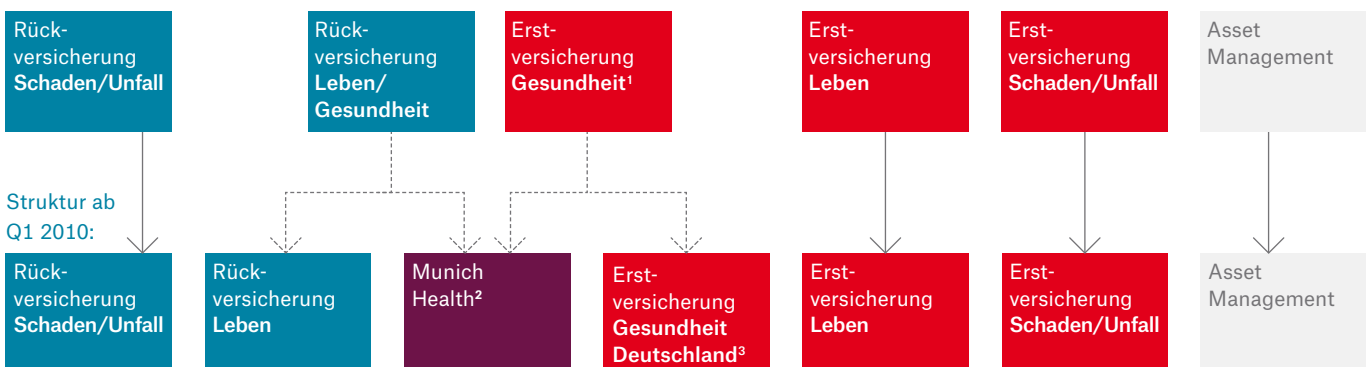 Rück-
versicherung
Schaden/Unfall
Rück-
versicherung
Leben/
Gesundheit
Erst-
versicherung
Gesundheit¹
Erst-
versicherung
Leben
Erst-
versicherung
Schaden/Unfall
Asset
Management
Struktur ab
Q1 2010:
Rück-
versicherung
Schaden/Unfall
Rück-
versicherung
Leben
Munich
Health²
Erst-
versicherung
Gesundheit
Deutschland³
Erst-
versicherung
Leben
Erst-
versicherung
Schaden/Unfall
Asset
Management